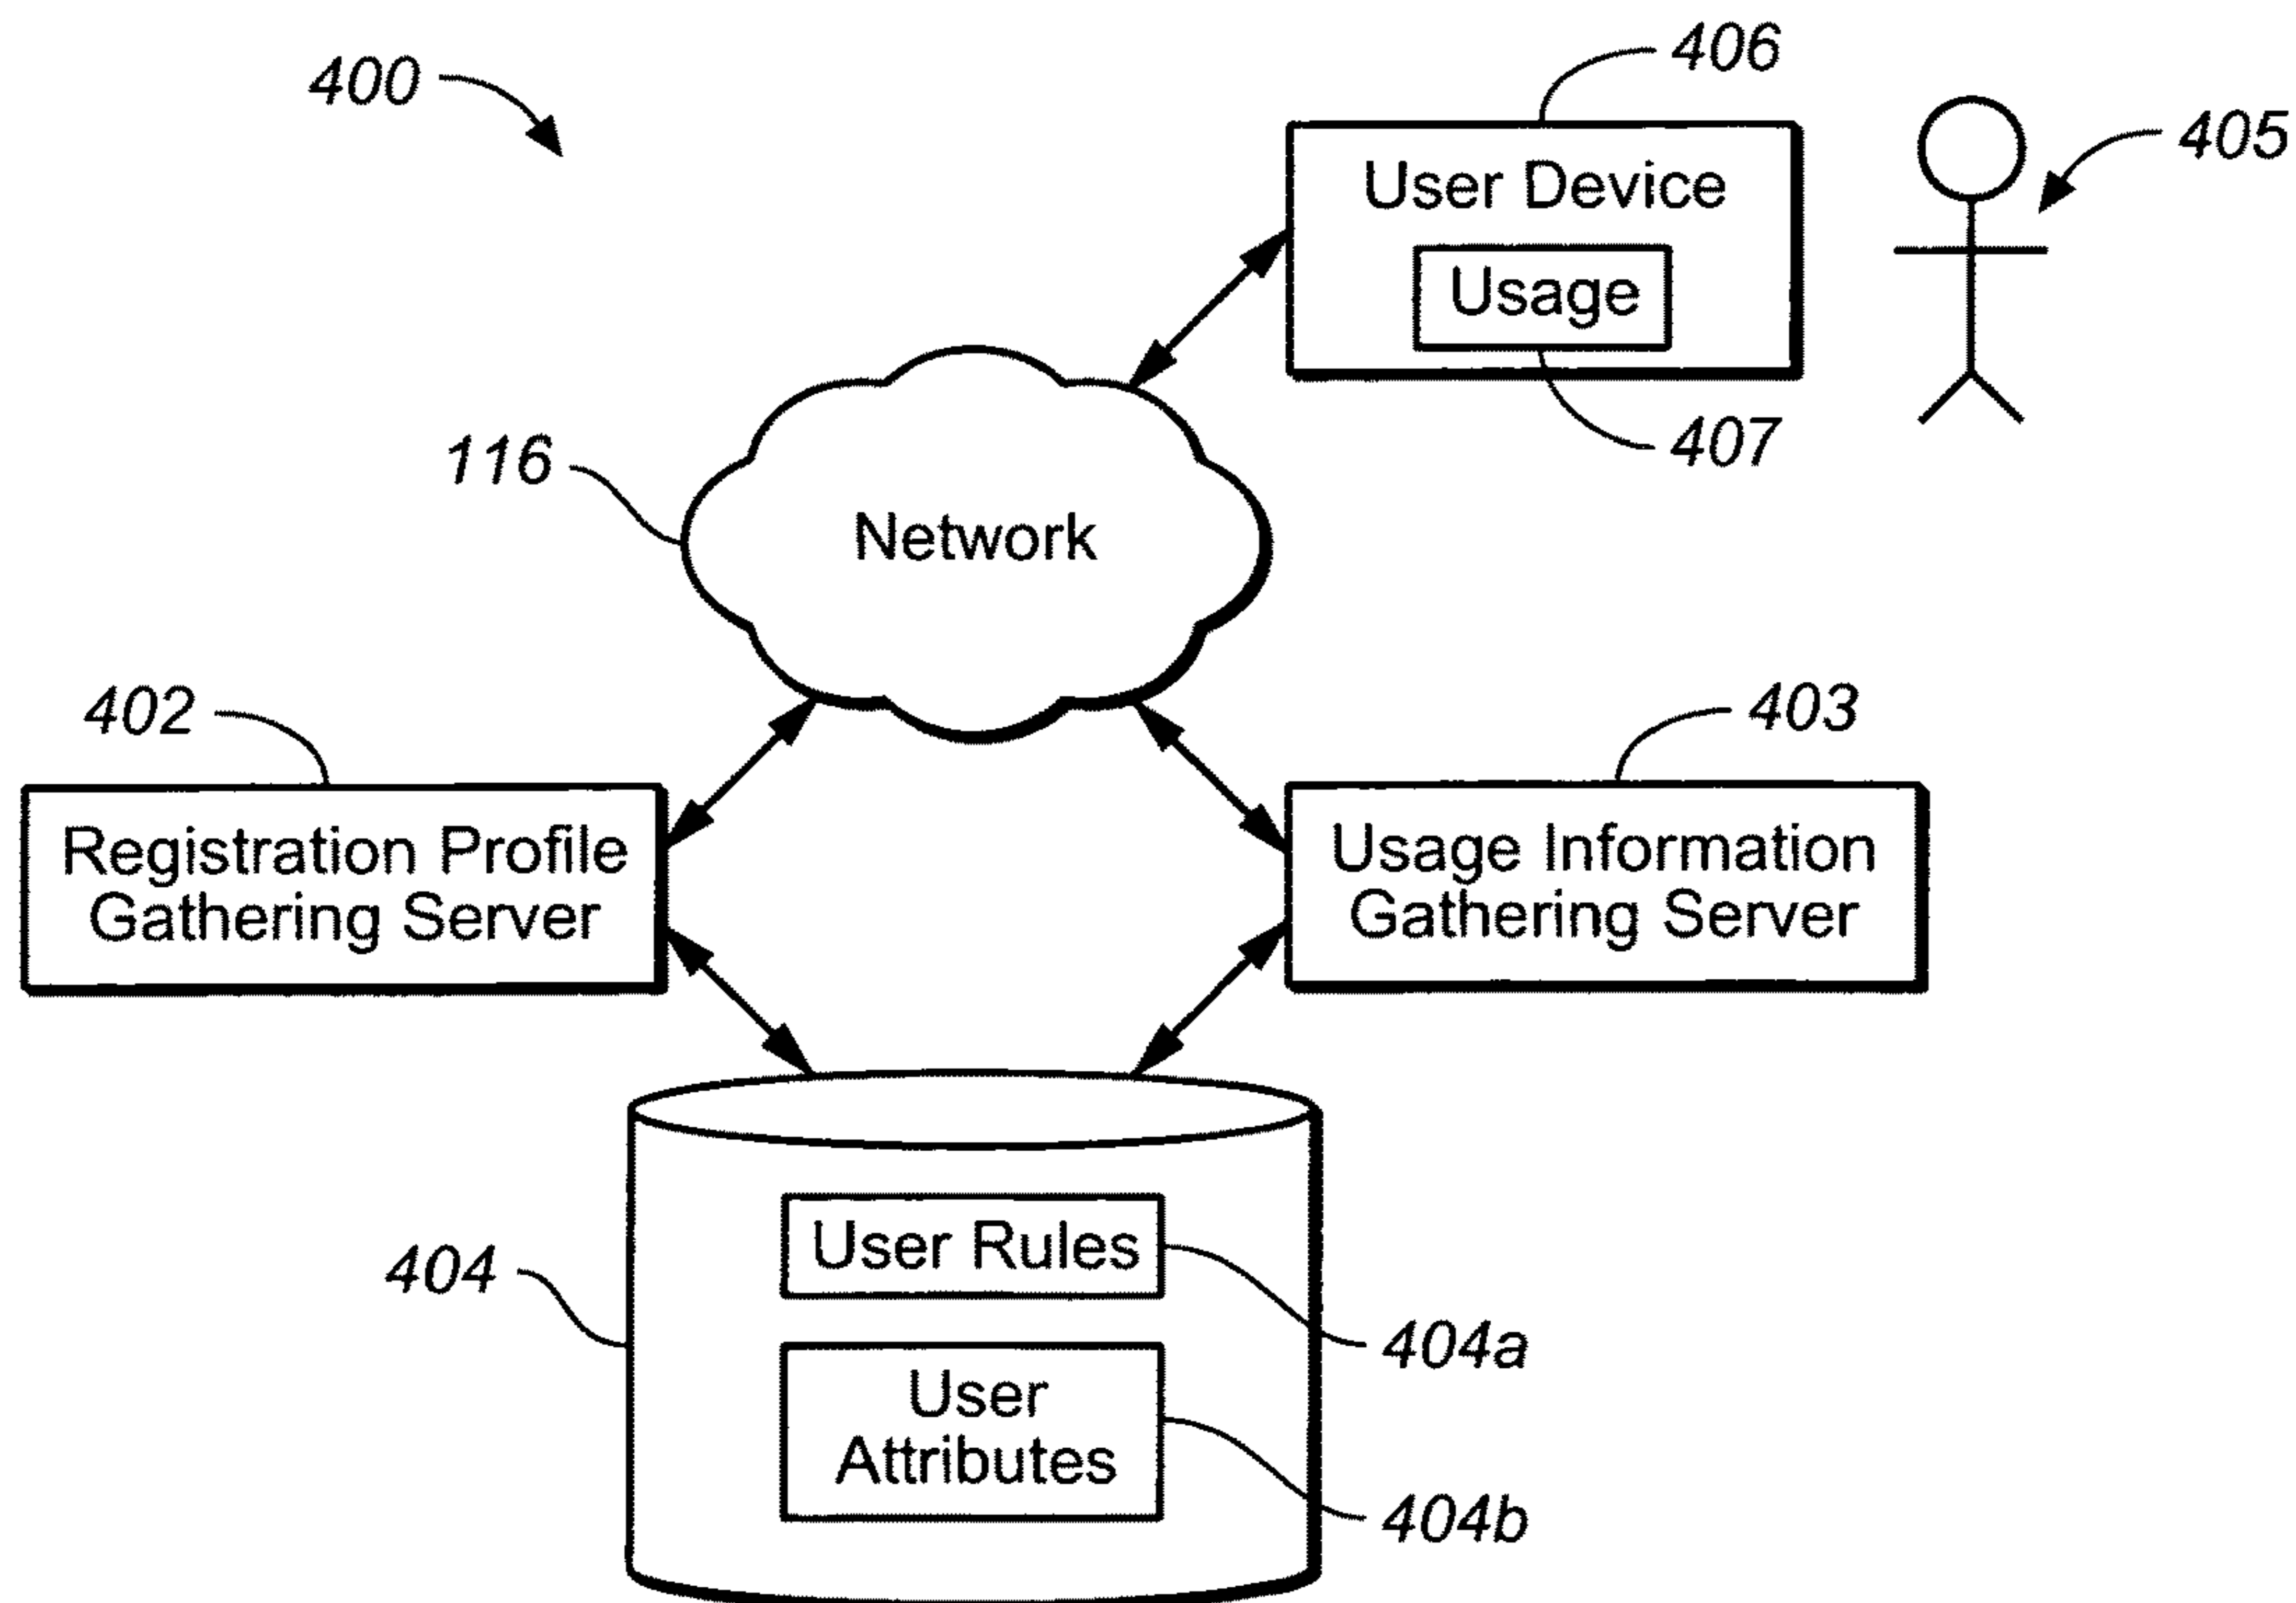 406
400
405
User Device
Usage
407
116
Network
402
403
Registration Profile
Gathering Server
Usage Information
Gathering Server
User Rules
404
404a
User
Attributes
404b